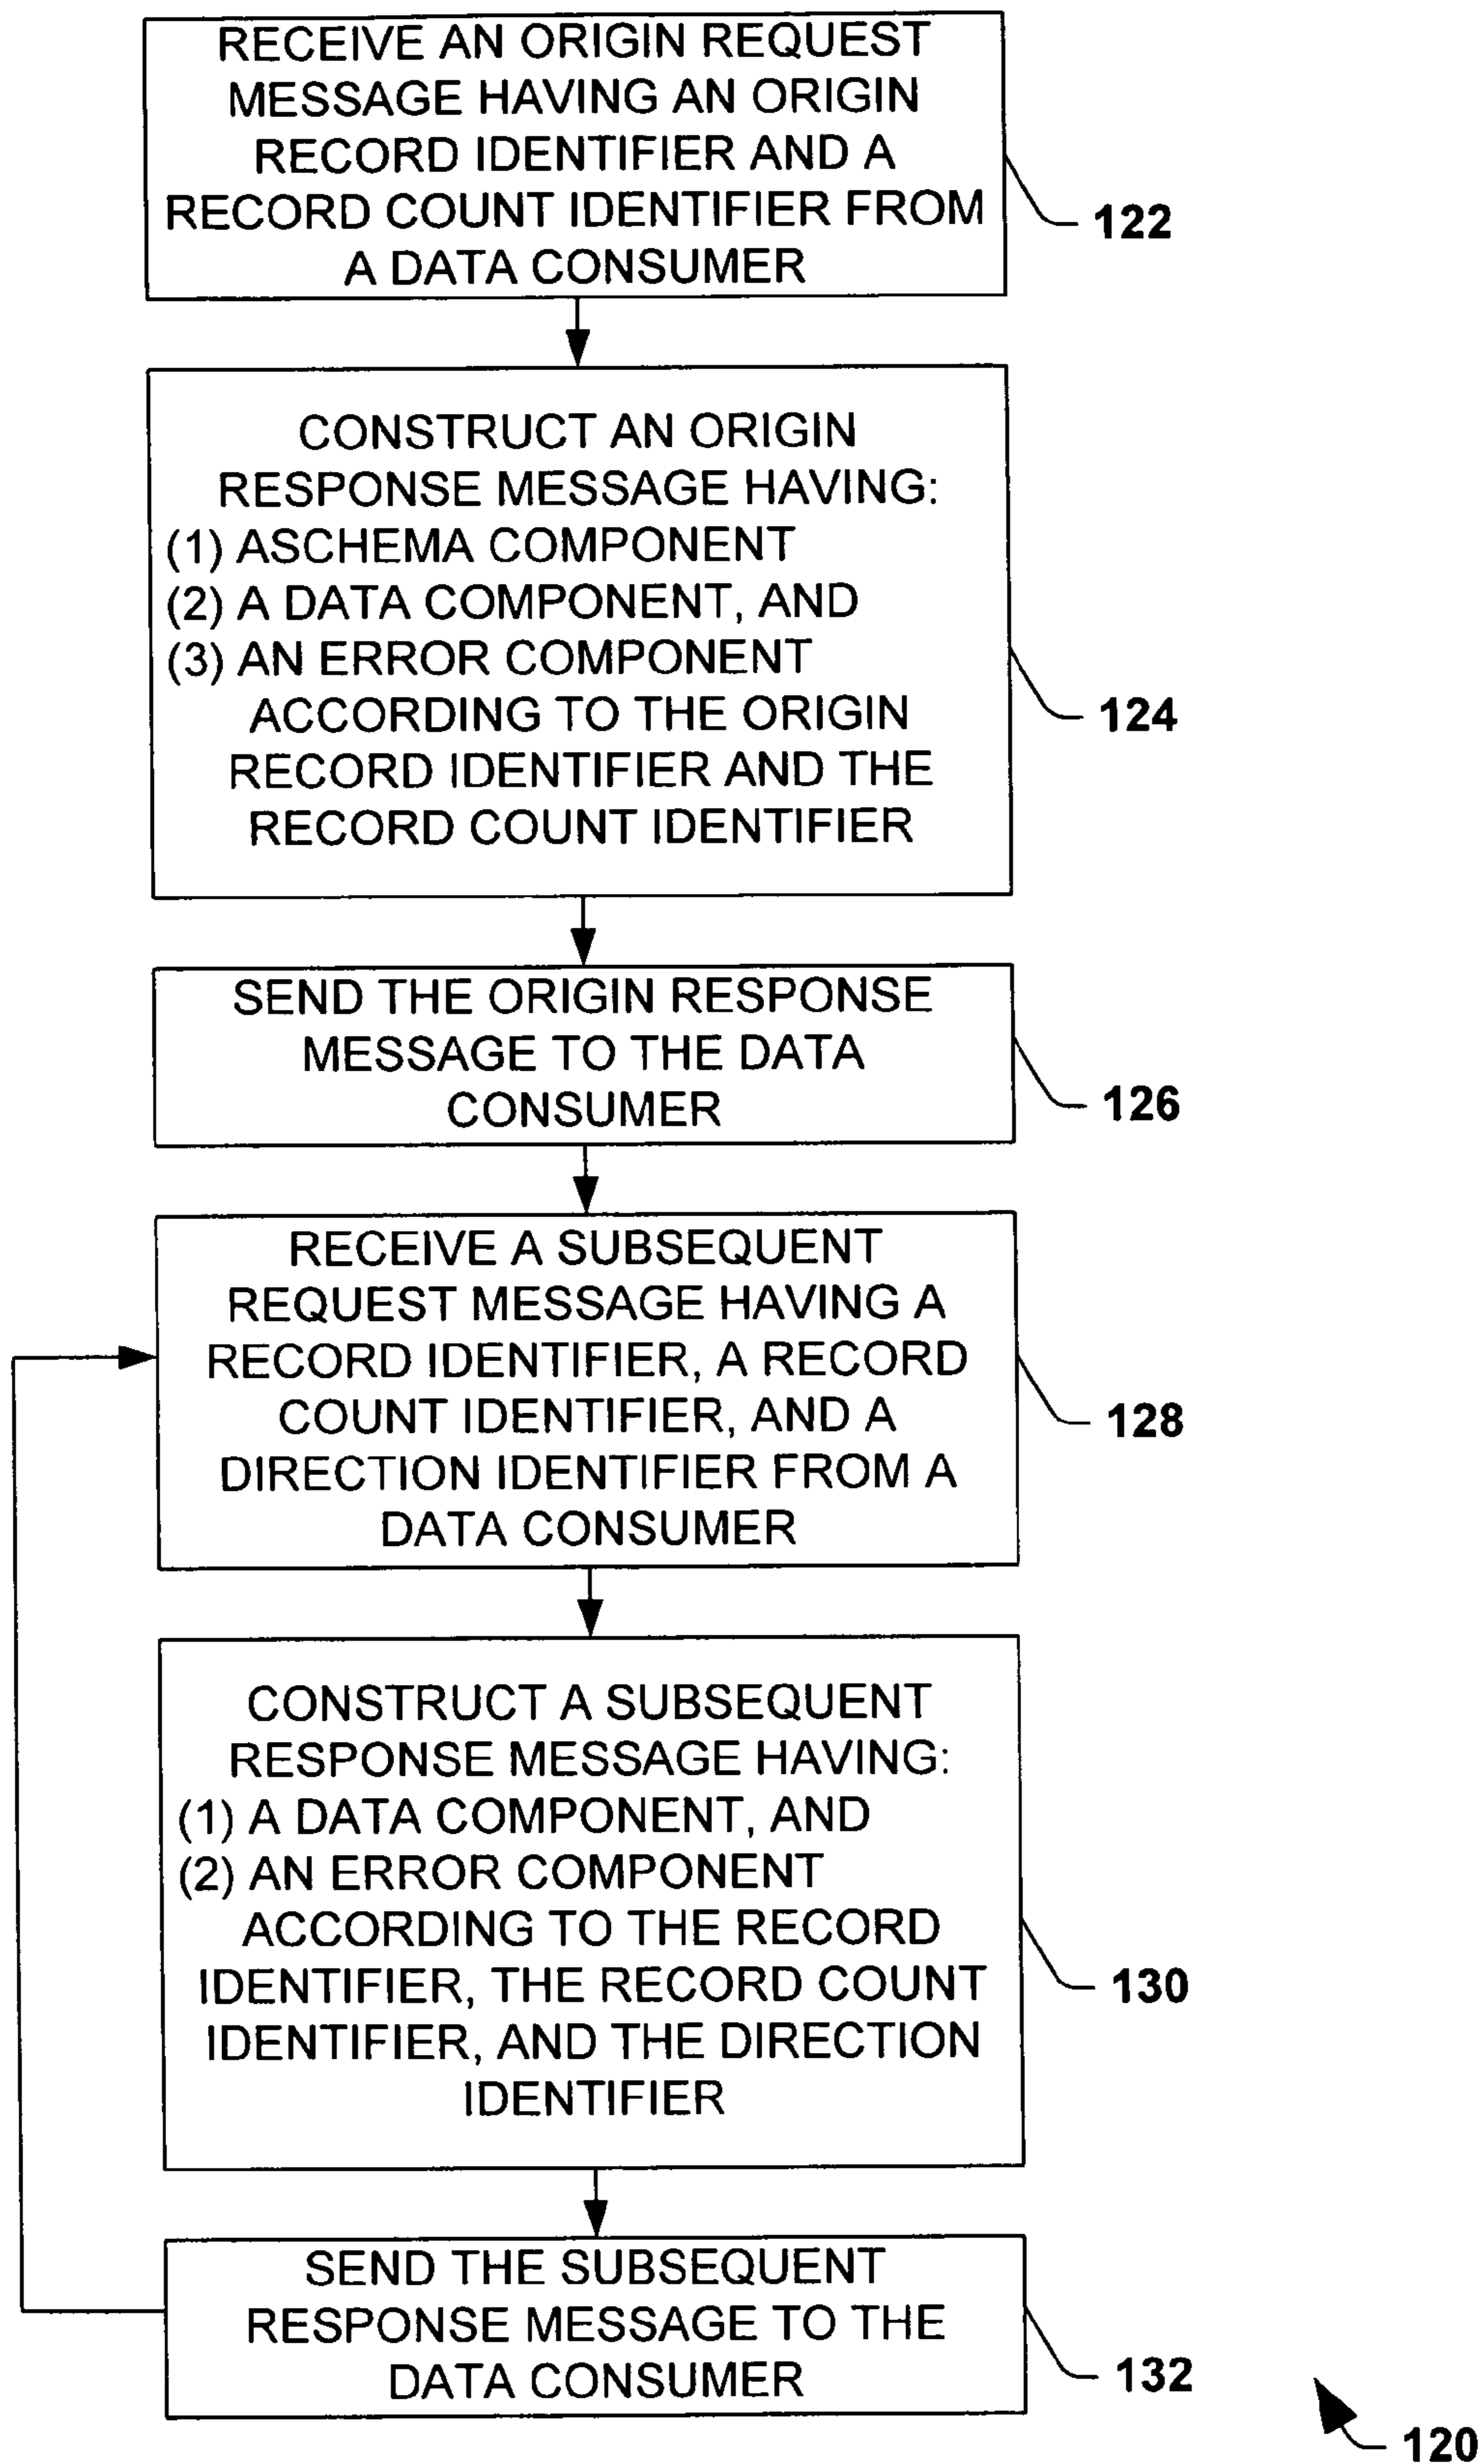 RECEIVE AN ORIGIN REQUEST
MESSAGE HAVING AN ORIGIN
RECORD IDENTIFIER AND A
RECORD COUNT IDENTIFIER FROM
A DATA CONSUMER
122
CONSTRUCT AN ORIGIN
RESPONSE MESSAGE HAVING:
(1) ASCHEMA COMPONENT
(2) A DATA COMPONENT, AND
(3) AN ERROR COMPONENT
ACCORDING TO THE ORIGIN
RECORD IDENTIFIER AND THE
RECORD COUNT IDENTIFIER
124
SEND THE ORIGIN RESPONSE
MESSAGE TO THE DATA
CONSUMER
126
RECEIVE A SUBSEQUENT
REQUEST MESSAGE HAVING A
RECORD IDENTIFIER, A RECORD
COUNT IDENTIFIER, AND A
DIRECTION IDENTIFIER FROM A
DATA CONSUMER
128
CONSTRUCT A SUBSEQUENT
RESPONSE MESSAGE HAVING:
(1) A DATA COMPONENT, AND
(2) AN ERROR COMPONENT
ACCORDING TO THE RECORD
IDENTIFIER, THE RECORD COUNT
IDENTIFIER, AND THE DIRECTION
IDENTIFIER
130
SEND THE SUBSEQUENT
RESPONSE MESSAGE TO THE
DATA CONSUMER
132
120